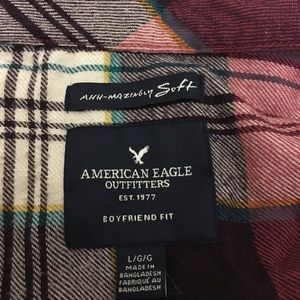 AHH-MAZINGLY Soft
AMERICAN EAGLE
OUTFITTERS
EST. 1977
BOYFRIEND FIT
L/G/G
MADE IN
BANGLADESH
FABRIQUÉ AU
BANGLADESH